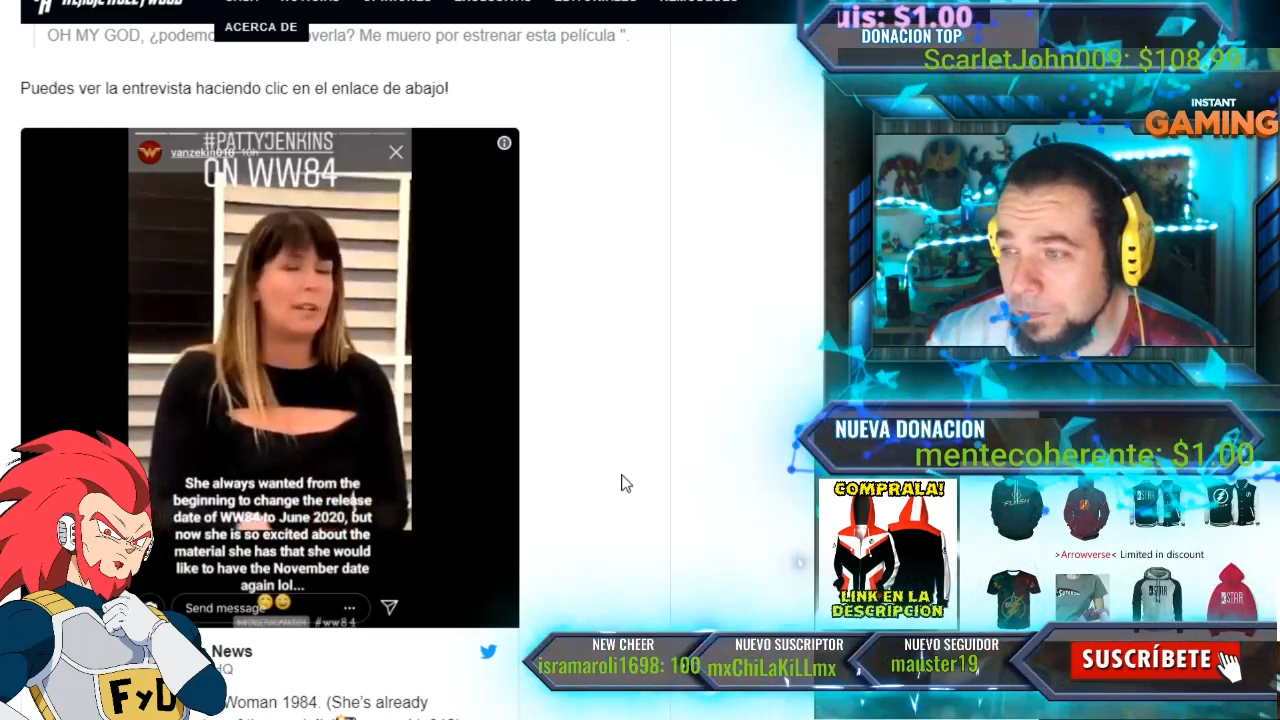 ACERCA DE
OH MY GOD, ¿podemo
overla? Me muero por estrenar esta película ".
Puedes ver la entrevista haciendo clic en el enlace de abajo!
#PATTYJENKINS
vanzekin016 10h
ON WW84
She always wanted from the
beginning to change the release
date of WW84 to June 2020, but
now she is so excited about the
material she has that she would
like to have the November date
again lol...
Send message
#ww84
News
HQ
Woman 1984. (She's already
FyD
uis: $1.00
DONACION TOP
ScarletJohn009: $108.99
INSTANT
GAMING
NUEVA DONACION
mentecoherente: $1.00
COMPRALA!
LINK EN LA
DESCRIPCION
>Arrowverse< Limited in discount
NEW CHEER
isramaroli1698: 100
NUEVO SUSCRIPTOR
mxChiLaKiLLmx
NUEVO SEGUIDOR
mauster19
SUSCRÍBETE